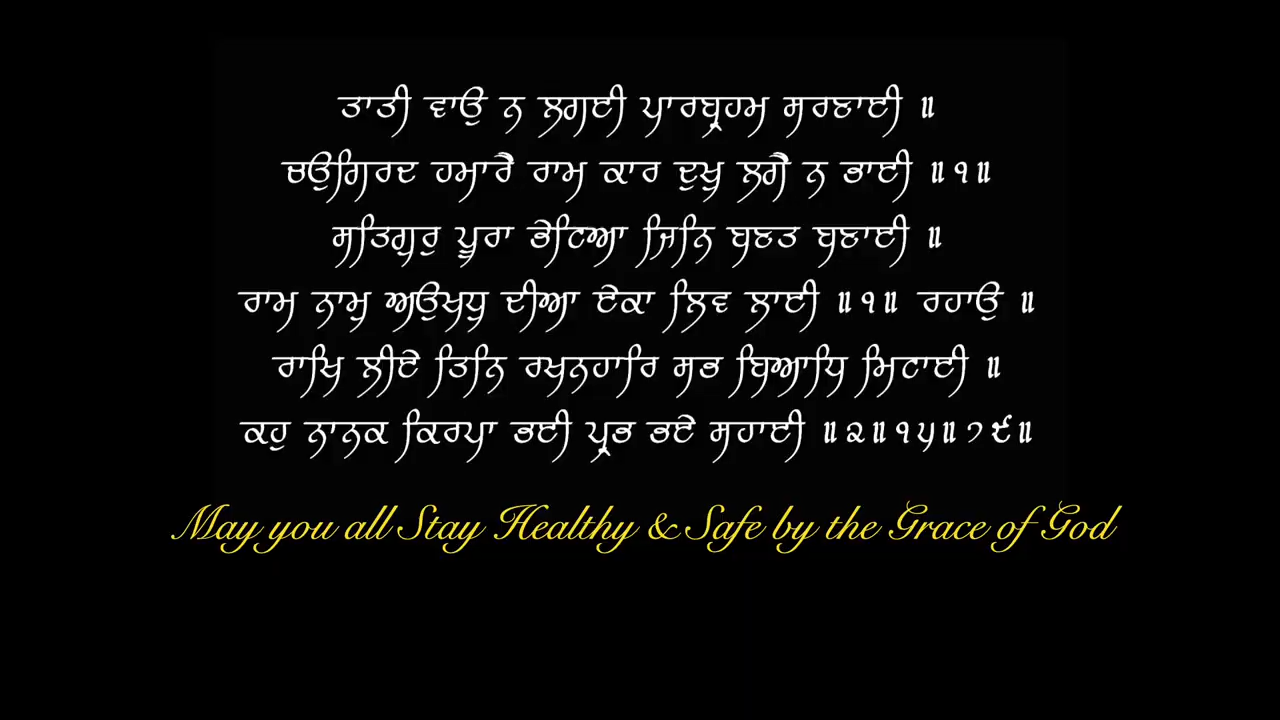 ਤਾਤੀ ਵਾਉ ਨ ਲਗਈ ਪਾਰਬ੍ਰਹਮ ਸਰਣਾਈ ॥
ਚਉਗਿਰਦ ਹਮਾਰੈ ਰਾਮ ਕਾਰ ਦੁਖੁ ਲਗੈ ਨ ਭਾਈ ॥੧॥
ਸਤਿਗੁਰੁ ਪੂਰਾ ਭੇਟਿਆ ਜਿਨਿ ਬਣਤ ਬਣਾਈ ॥
ਰਾਮ ਨਾਮੁ ਅਉਖਧੁ ਦੀਆ ਏਕਾ ਲਿਵ ਲਾਈ ॥੧॥ ਰਹਾਉ ॥
ਰਾਖਿ ਲੀਏ ਤਿਨਿ ਰਖਨਹਾਰਿ ਸਭ ਬਿਆਧਿ ਮਿਟਾਈ ॥
ਕਹੁ ਨਾਨਕ ਕਿਰਪਾ ਭਈ ਪ੍ਰਭ ਭਏ ਸਹਾਈ ॥੨॥੧੫॥੭੯॥
May you all Stay Healthy & Safe by the Grace of God